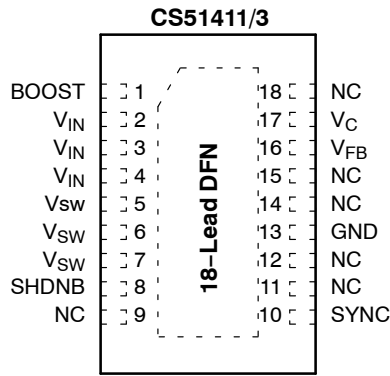 CS51411/3
BOOST 1 18 NC
VIN 2 17 VC
VIN 3 16 VFB
VIN 4 15 NC
Vsw 5 14 NC
VSW 6 13 GND
VSW 7 12 NC
SHDNB 8 11 NC
NC 9 10 SYNC
18–Lead DFN